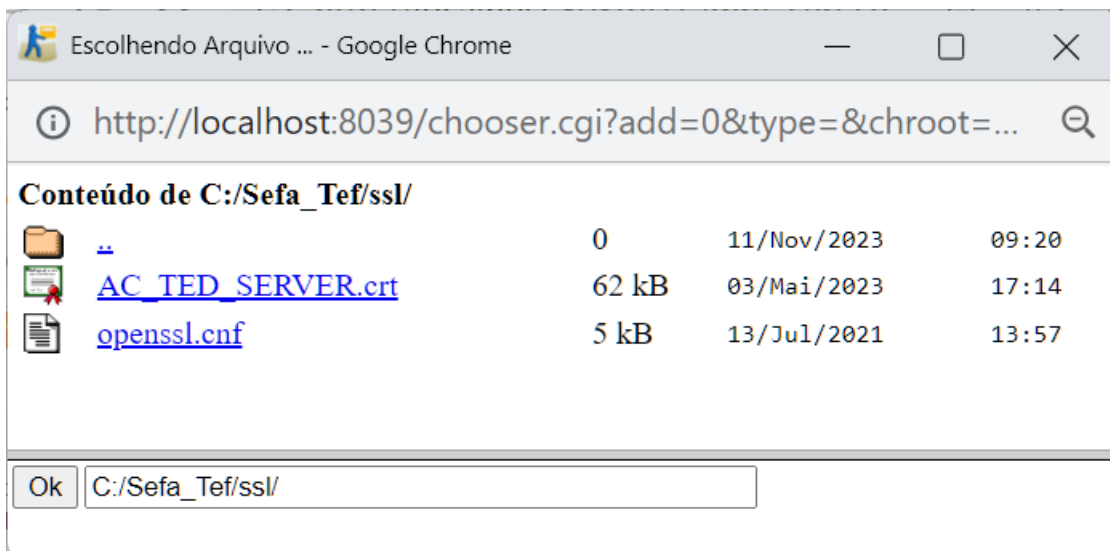 Escolhendo Arquivo ... - Google Chrome
http://localhost:8039/chooser.cgi?add=0&type=&chroot=...
Conteúdo de C:/Sefa_Tef/ssl/
.. 0 11/Nov/2023 09:20
AC_TED_SERVER.crt 62 kB 03/Mai/2023 17:14
openssl.cnf 5 kB 13/Jul/2021 13:57
Ok C:/Sefa_Tef/ssl/